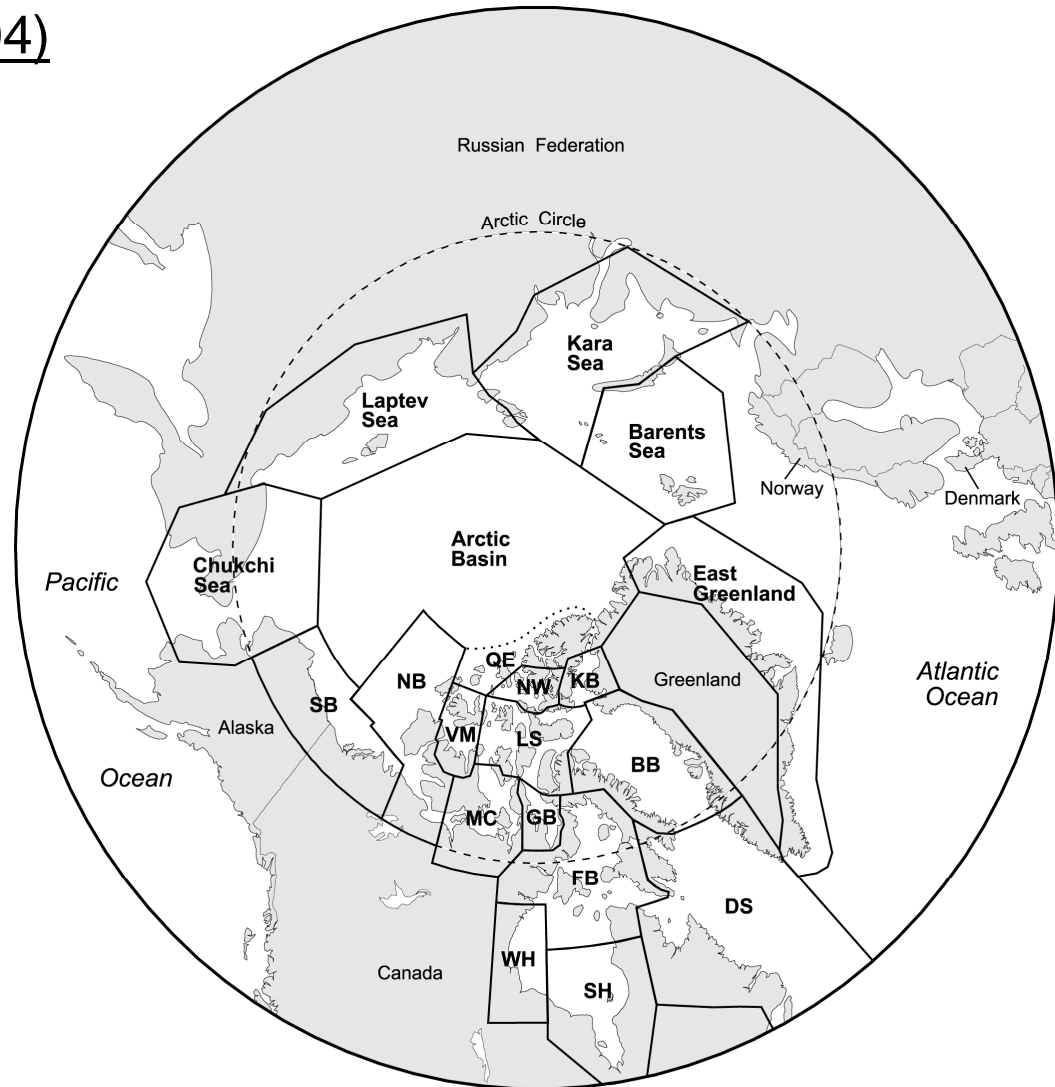 4)
Russian Federation
Arctic Circle
Kara
Sea
Laptev
Sea
Barents
Sea
Norway
Denmark
Arctic
Basin
Chukchi
Sea
Pacific
East
Greenland
QE
NB
NW
KB
Greenland
Atlantic
Ocean
SB
Alaska
VM
LS
BB
Ocean
MC
GB
FB
DS
WH
Canada
SH